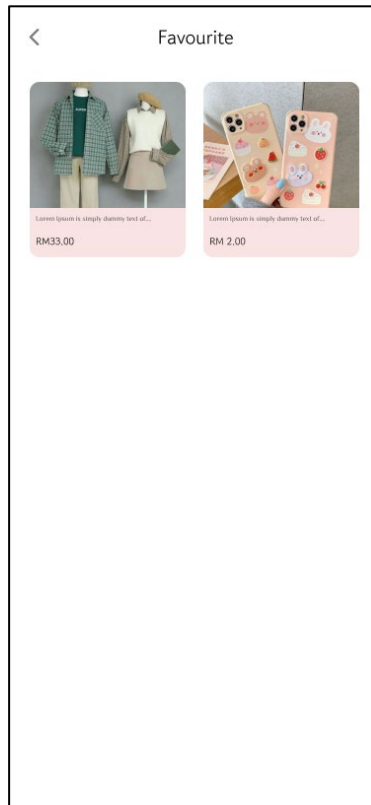 Favourite
Lorem Ipsum is simply dummy text of...
RM33.00
Lorem Ipsum is simply dummy text of...
RM 2.00